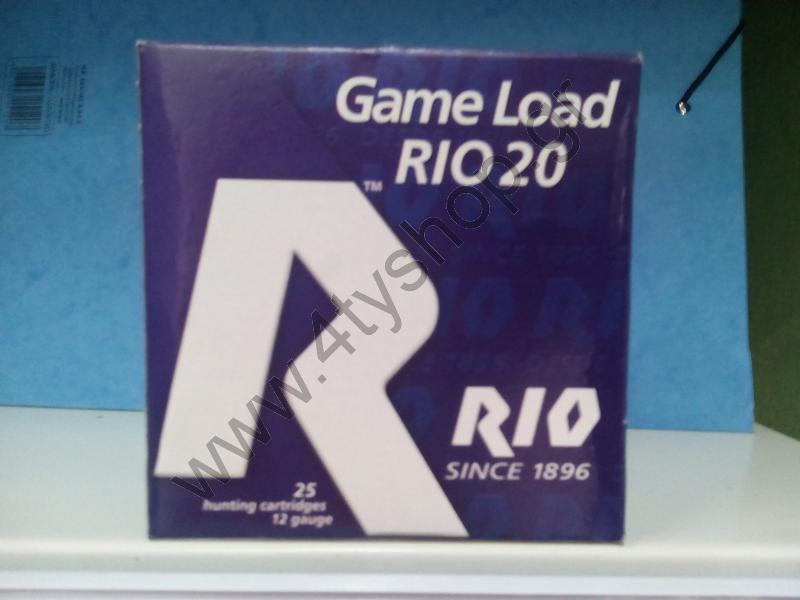 Game Load
RIO 20
TM
RIO
SINCE 1896
25
hunting cartridges
12 gauge
www.4tyshop.gr